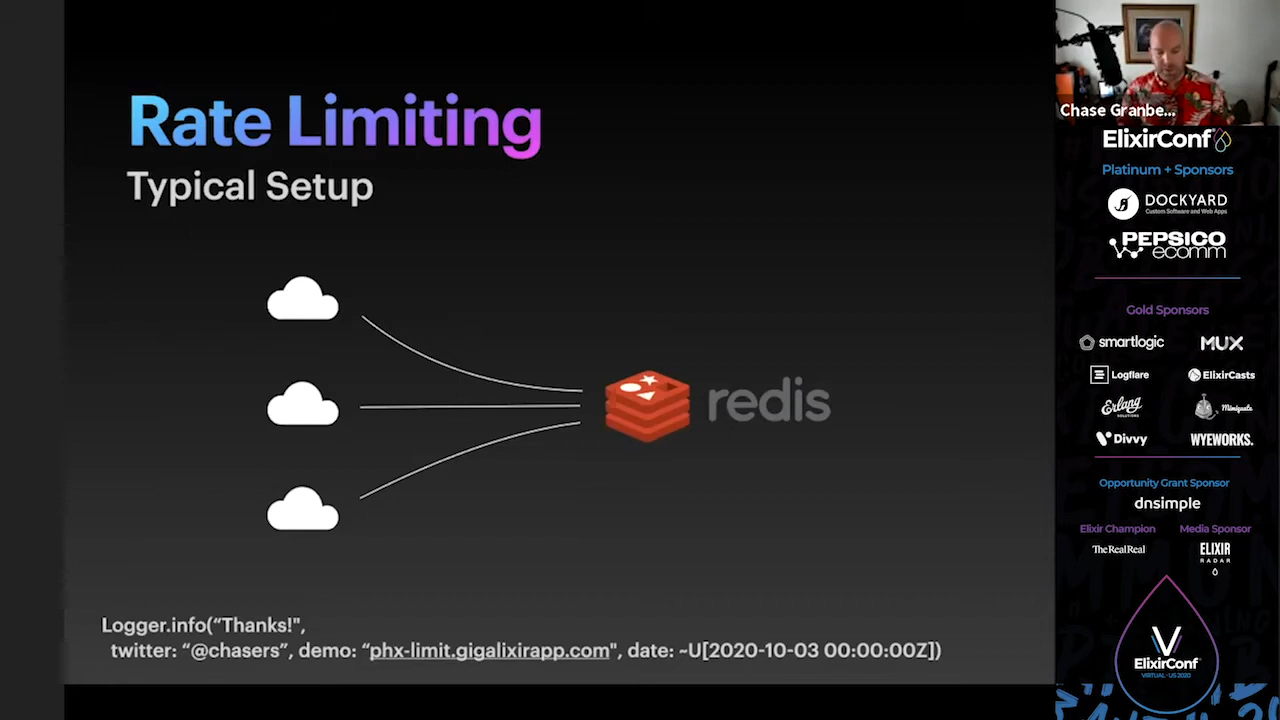 Rate Limiting
Typical Setup
redis
Logger.info(“Thanks!",
twitter: “@chasers”, demo: “phx-limit.gigalixirapp.com", date: ~U[2020-10-03 00:00:00Z])
Chase Granbe...
ElixirConf
Platinum + Sponsors
DOCKYARD
Custom Software and Web Apps
PEPSICO
ecomm
Gold Sponsors
smartlogic
MUX
Logflare
ElixirCasts
Erlang
SOLUTIONS
Miniquote
Divvy
WYEWORKS.
Opportunity Grant Sponsor
dnsimple
Elixir Champion
Media Sponsor
TheRealReal
ELIXIR
RADAR
ElixirConf
VIRTUAL · US 2020